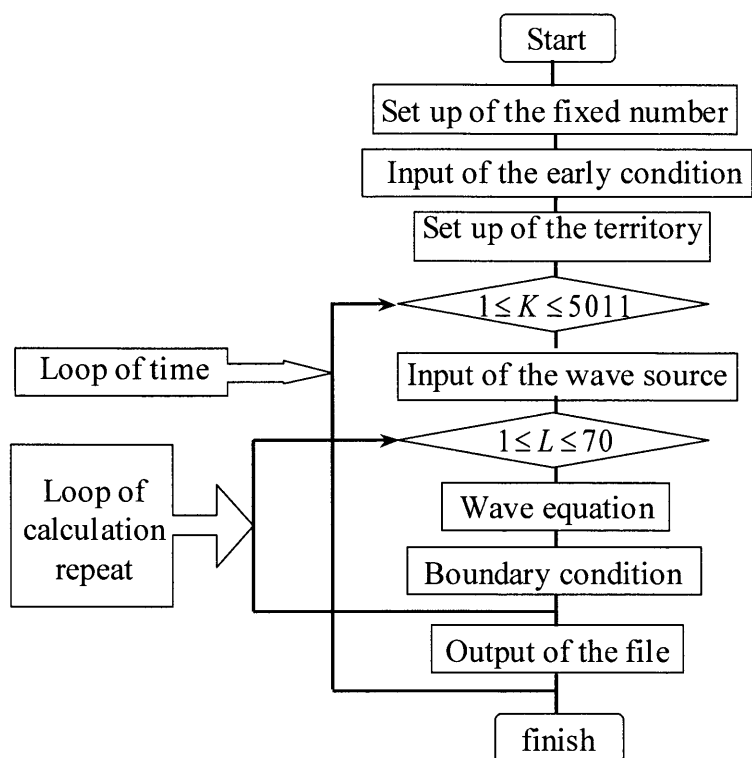 Start
Set up of the fixed number
Input of the early condition
Set up of the territory
1 ≤ K ≤ 5011
Loop of time
Input of the wave source
1 ≤ L ≤ 70
Loop of
calculation
repeat
Wave equation
Boundary condition
Output of the file
finish